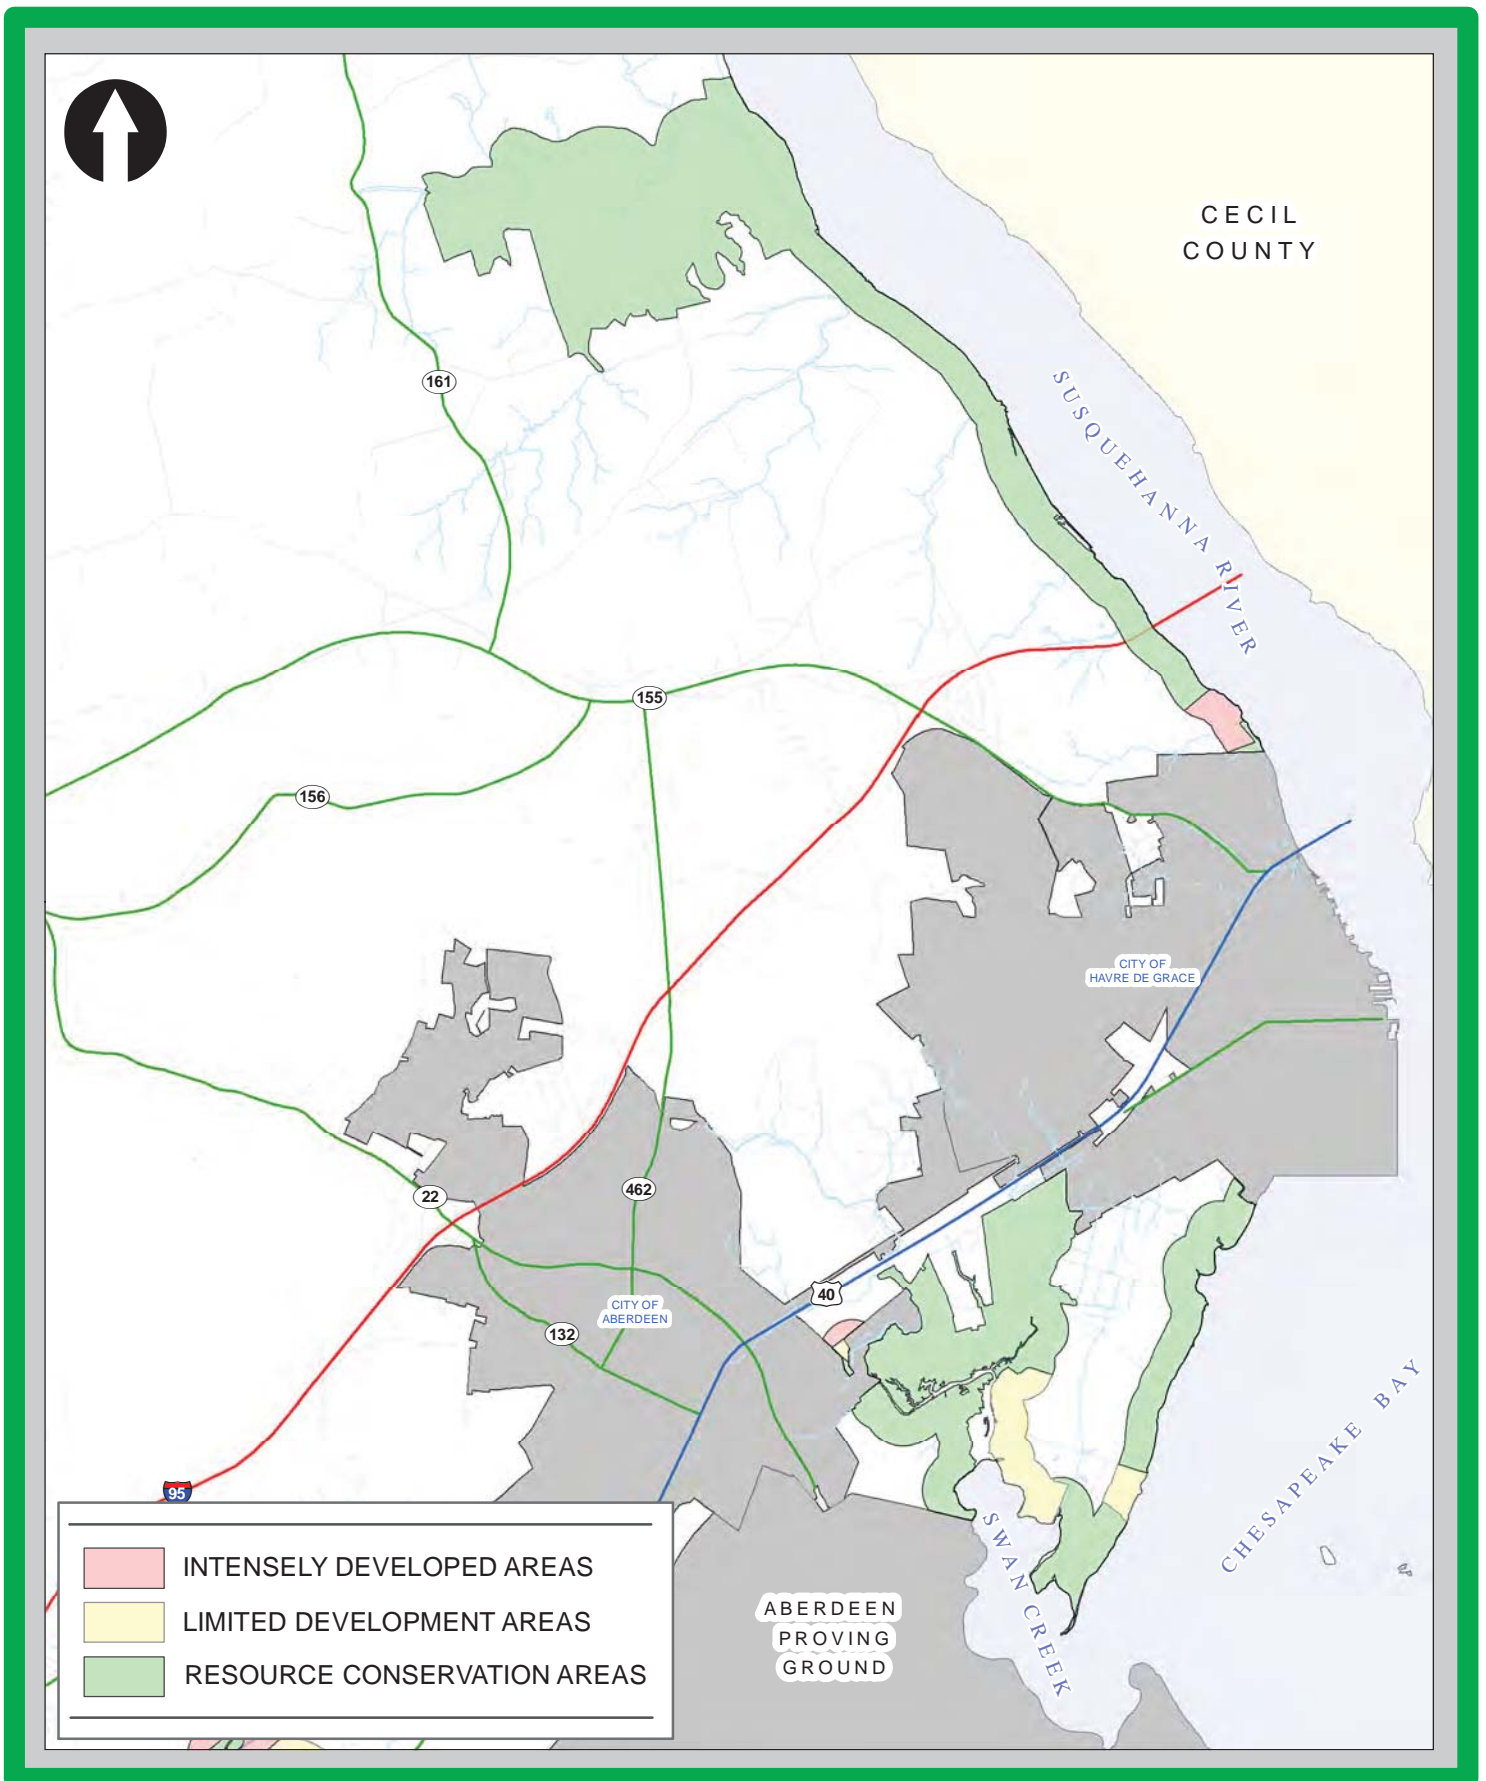 CECIL
COUNTY
161
SUSQUEHANNA RIVER
155
156
CITY OF
HAVRE DE GRACE
22
462
40
CITY OF
ABERDEEN
132
CHESAPEAKE BAY
95
SWAN CREEK
INTENSELY DEVELOPED AREAS
LIMITED DEVELOPMENT AREAS
RESOURCE CONSERVATION AREAS
ABERDEEN
PROVING
GROUND